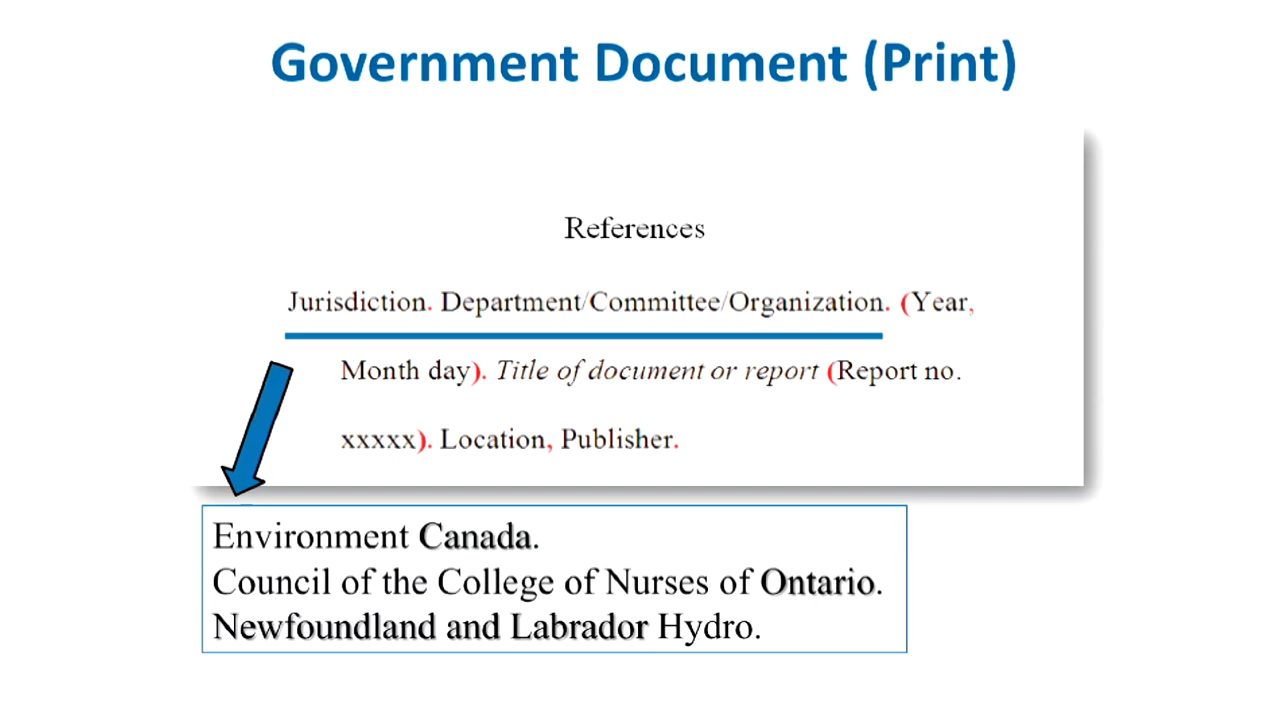 Government Document (Print)
References
Jurisdiction. Department/Committee/Organization. (Year,
Month day). Title of document or report (Report no.
xxxxx). Location, Publisher.
Environment Canada.
Council of the College of Nurses of Ontario.
Newfoundland and Labrador Hydro.